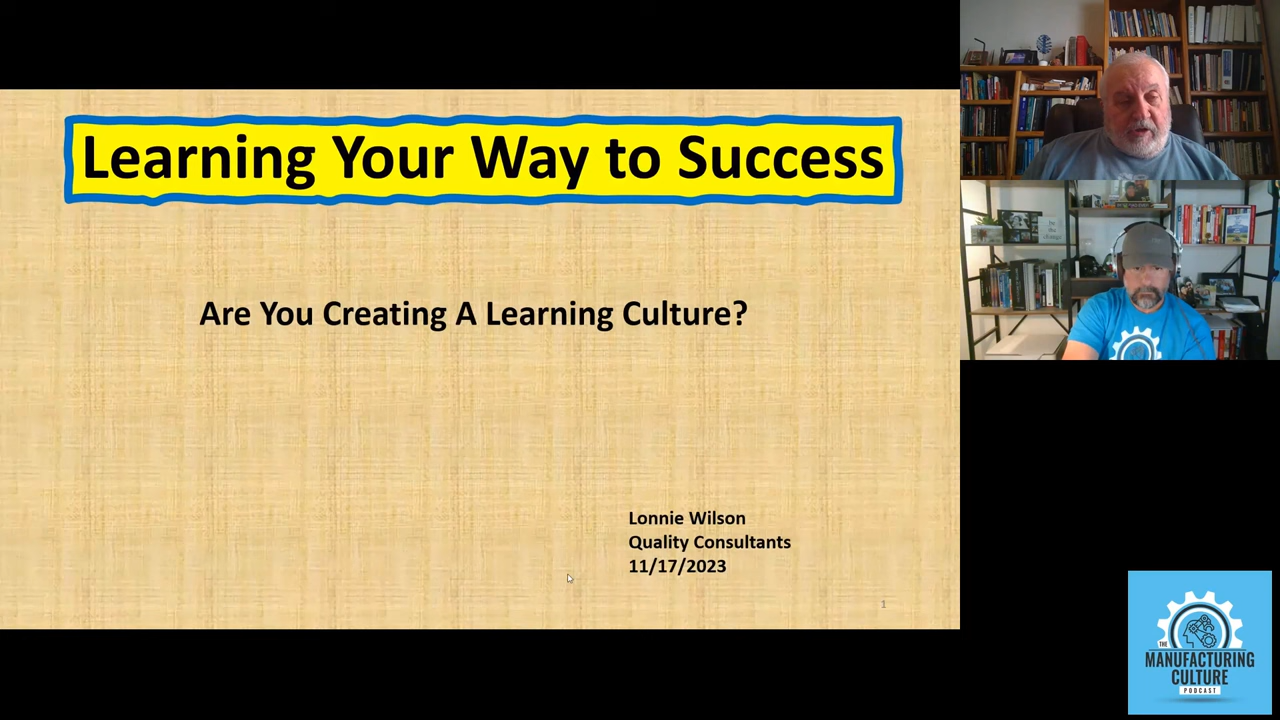 Learning Your Way to Success
Are You Creating A Learning Culture?
Lonnie Wilson
Quality Consultants
11/17/2023
1
THE
MANUFACTURING
CULTURE
PODCAST